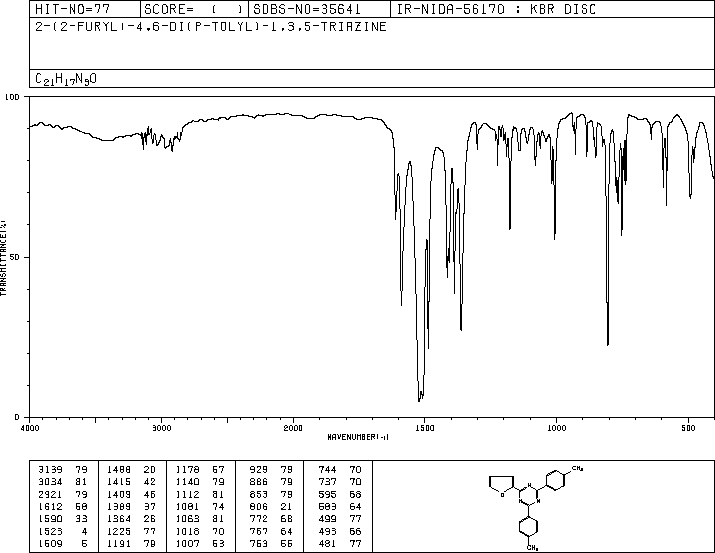 HIT-NO=77 SCORE= ( ) SDBS-NO=35641 IR-NIDA-56170 : KBR DISC
2-(2-FURYL)-4,6-DI(P-TOLYL)-1,3,5-TRIAZINE
C21H17N3O
100
50
0
TRANSMITTANCE(%)
4000 3000 2000 1500 1000 500
WAVENUMBER(-1)
3139 79 1488 20 1178 57 929 79 744 70
3034 81 1415 42 1140 79 886 79 737 70
2921 79 1409 46 1112 81 853 79 595 68
1612 60 1389 37 1081 74 806 21 583 64
1590 33 1364 26 1063 81 772 68 499 77
1523 4 1225 77 1018 70 767 64 493 66
1509 5 1191 79 1007 53 753 55 481 77
CH3
N N
O N
CH3